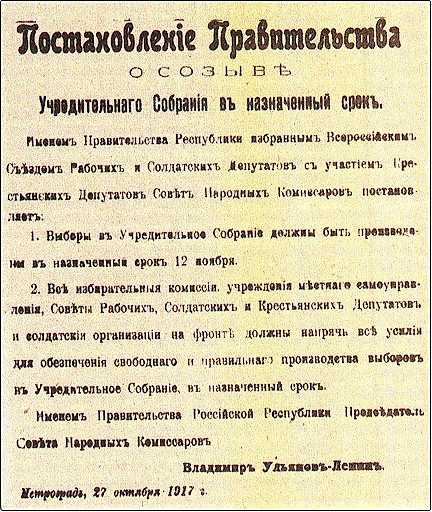 Постановленіе Правительства
О СОЗЫВѢ
Учредительнаго Собранія въ назначенный срокъ.
Именемъ Правительства Республики избраннымъ Всероссійскимъ
Съѣздомъ Рабочихъ и Солдатскихъ Депутатовъ съ участіемъ Кре-
стьянскихъ Депутатовъ Совѣтъ Народныхъ Комиссаровъ постанов-
ляетъ:
1. Выборы въ Учредительное Собраніе должны быть произведе-
ны въ назначенный срокъ 12 ноября.
2. Всѣ избирательныя комиссіи, учрежденія мѣстнаго самоуправ-
ленія, Совѣты Рабочихъ, Солдатскихъ и Крестьянскихъ Депутатовъ
и солдатскія организаціи на фронтѣ должны напрячь всѣ усилія
для обезпеченія свободнаго и правильнаго производства выборовъ
въ Учредительное Собраніе, въ назначенный срокъ.
Именемъ Правительства Россійской Республики Предсѣдатель
Совѣта Народныхъ Комиссаровъ
Владимиръ Ульяновъ-Ленинъ.
Петроградъ, 27 октября 1917 г.